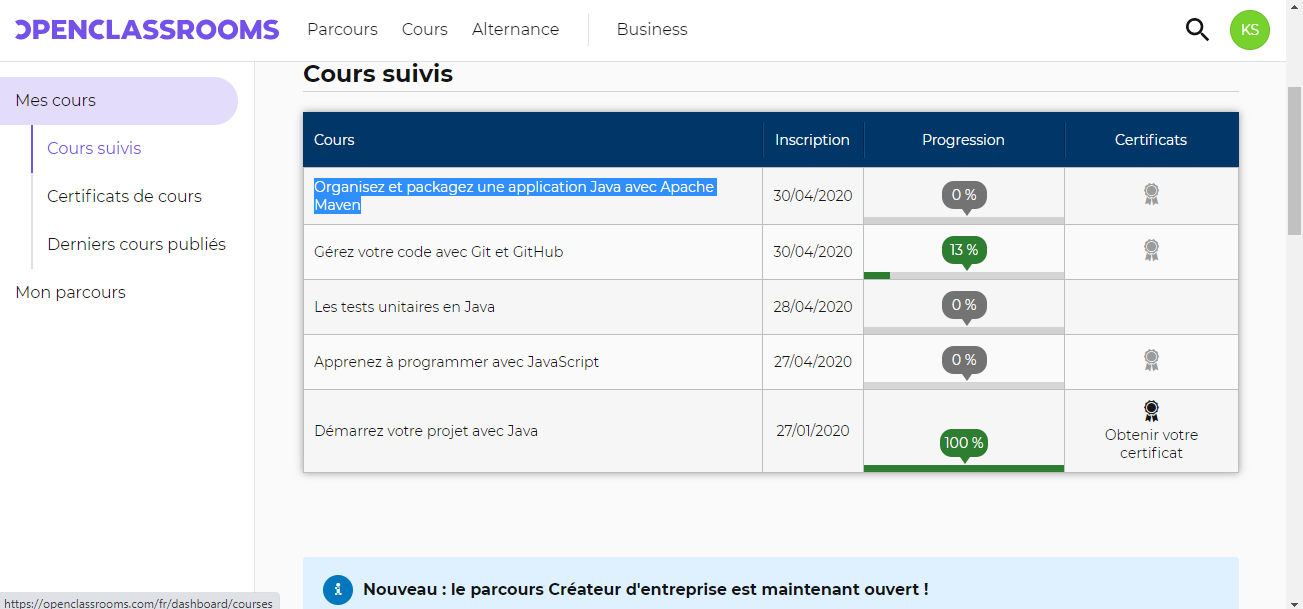 OPENCLASSROOMS Parcours Cours Alternance Business KS
Mes cours
Cours suivis
Certificats de cours
Derniers cours publiés
Mon parcours
Cours suivis
Cours Inscription Progression Certificats
Organisez et packagez une application Java avec Apache
Maven 30/04/2020 0 %
Gérez votre code avec Git et GitHub 30/04/2020 13 %
Les tests unitaires en Java 28/04/2020 0 %
Apprenez à programmer avec JavaScript 27/04/2020 0 %
Démarrez votre projet avec Java 27/01/2020 100 % Obtenir votre
certificat
Nouveau : le parcours Créateur d'entreprise est maintenant ouvert !
https://openclassrooms.com/fr/dashboard/courses